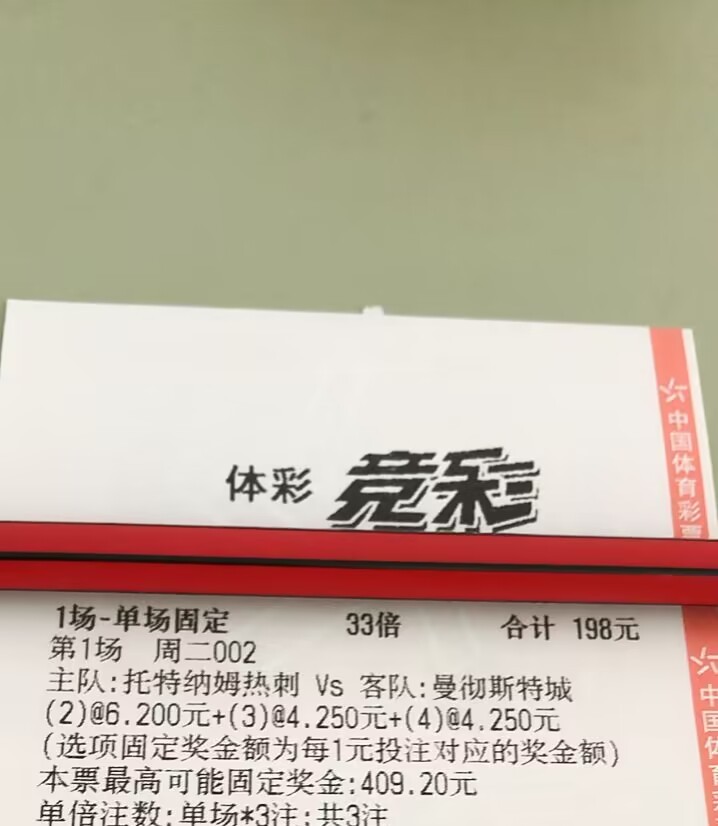 体彩 竞彩
1场-单场固定 33倍 合计 198元
第1场 周二002
主队:托特纳姆热刺 Vs 客队:曼彻斯特城
(2)@6.200元+(3)@4.250元+(4)@4.250元
(选项固定奖金额为每1元投注对应的奖金额)
本票最高可能固定奖金:409.20元
单倍注数:单场*3注;共3注
中国体育彩票
中国体育彩